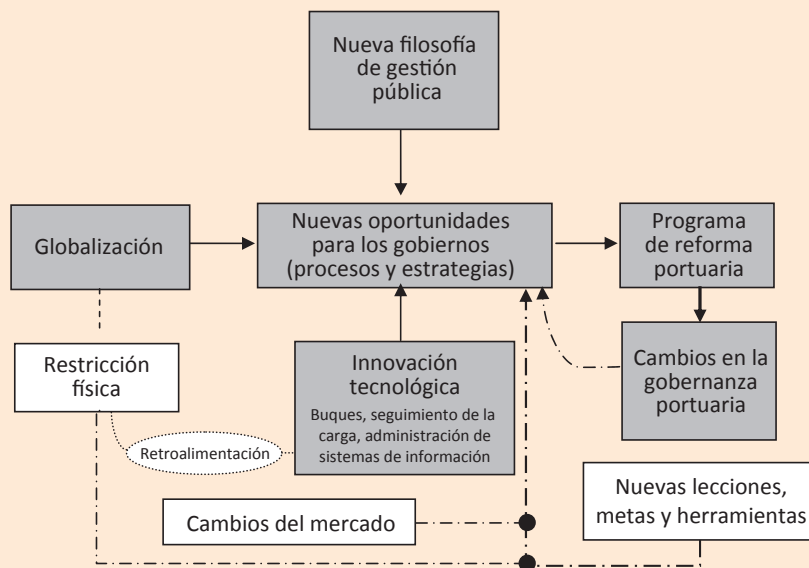 Nueva filosofía
de gestión
pública
Globalización
Nuevas oportunidades
para los gobiernos
(procesos y estrategias)
Programa
de reforma
portuaria
Restricción
física
Innovación
tecnológica
Buques, seguimiento de la
carga, administración de
sistemas de información
Cambios en la
gobernanza
portuaria
Retroalimentación
Cambios del mercado
Nuevas lecciones,
metas y herramientas